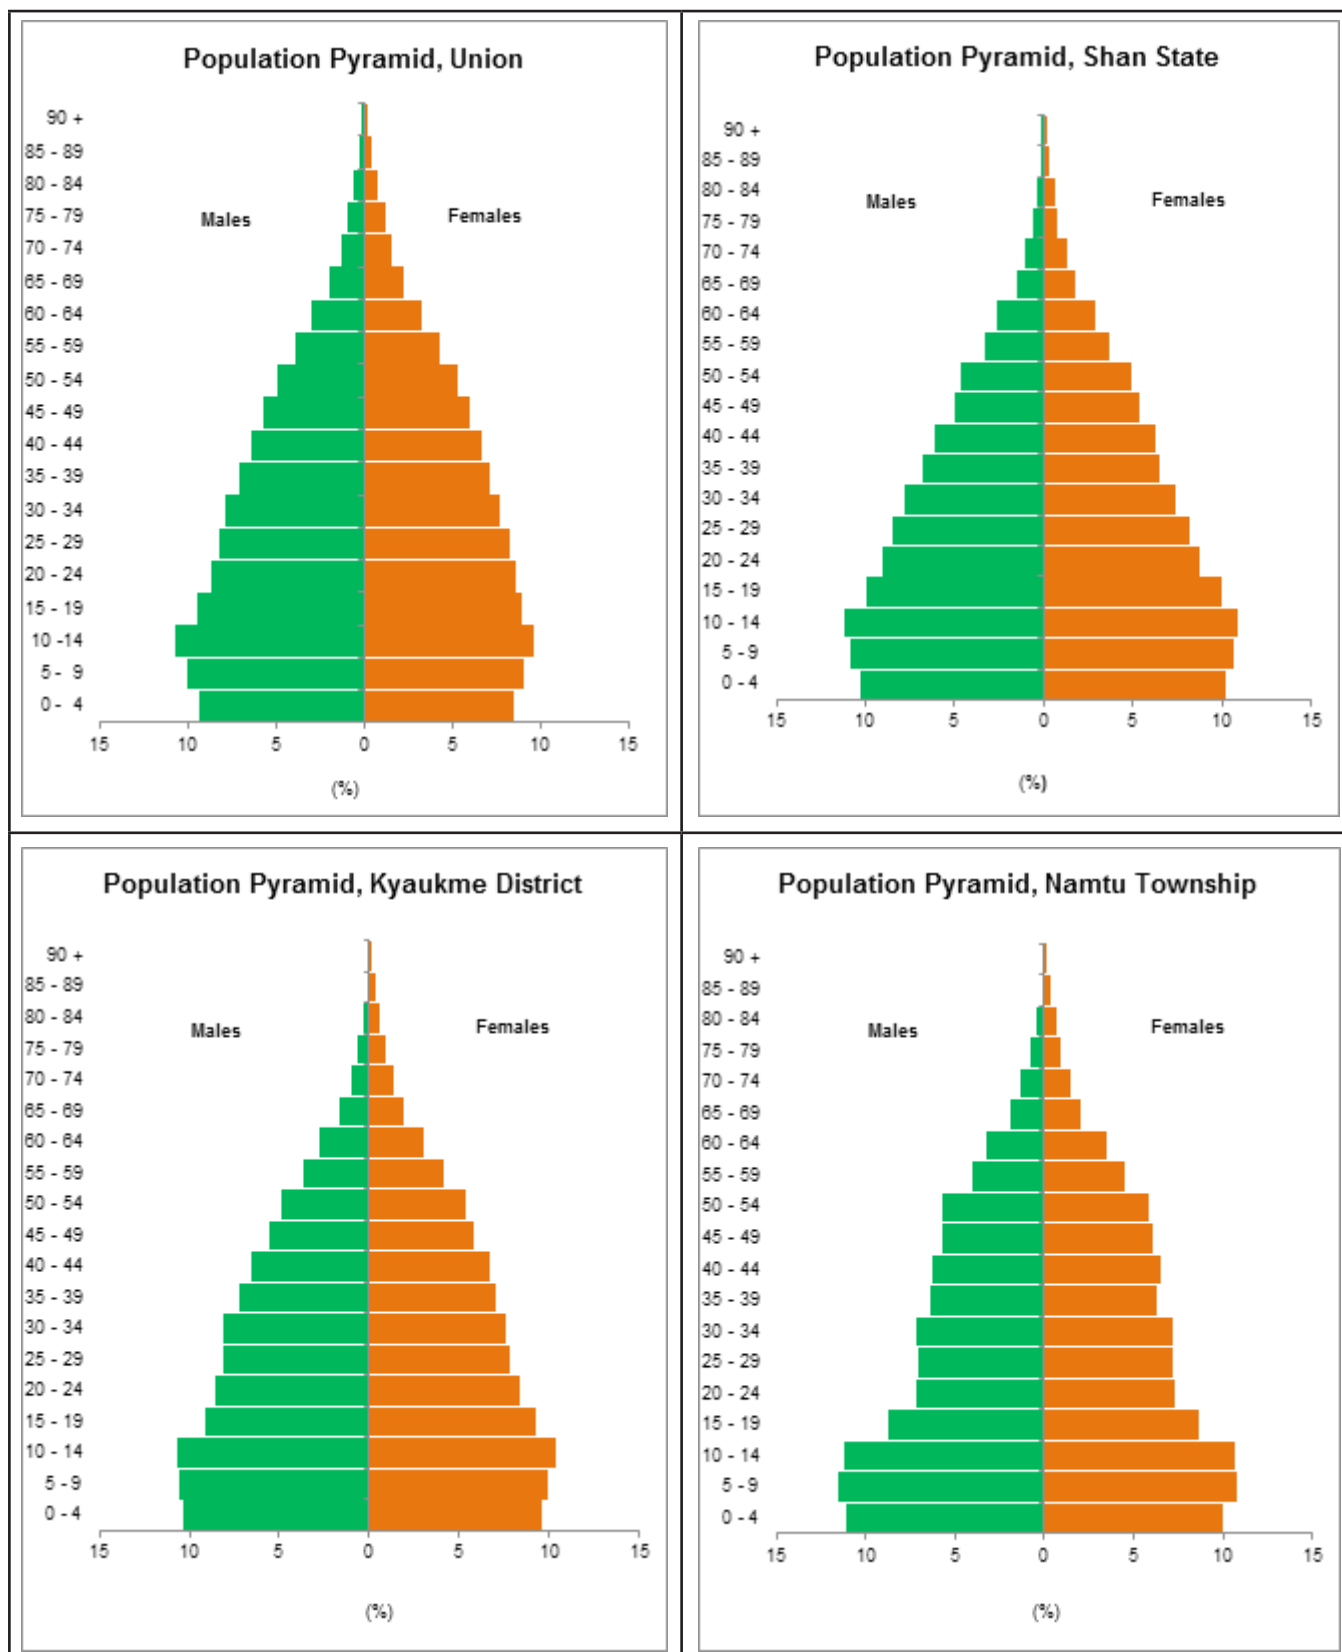 Population Pyramid, Union
90 +
85 - 89
80 - 84
75 - 79
70 - 74
65 - 69
60 - 64
55 - 59
50 - 54
45 - 49
40 - 44
35 - 39
30 - 34
25 - 29
20 - 24
15 - 19
10 -14
5 - 9
0 - 4
Males Females
15 10 5 0 5 10 15
(%)
Population Pyramid, Shan State
90 +
85 - 89
80 - 84
75 - 79
70 - 74
65 - 69
60 - 64
55 - 59
50 - 54
45 - 49
40 - 44
35 - 39
30 - 34
25 - 29
20 - 24
15 - 19
10 - 14
5 - 9
0 - 4
Males Females
15 10 5 0 5 10 15
(%)
Population Pyramid, Kyaukme District
90 +
85 - 89
80 - 84
75 - 79
70 - 74
65 - 69
60 - 64
55 - 59
50 - 54
45 - 49
40 - 44
35 - 39
30 - 34
25 - 29
20 - 24
15 - 19
10 - 14
5 - 9
0 - 4
Males Females
15 10 5 0 5 10 15
(%)
Population Pyramid, Namtu Township
90 +
85 - 89
80 - 84
75 - 79
70 - 74
65 - 69
60 - 64
55 - 59
50 - 54
45 - 49
40 - 44
35 - 39
30 - 34
25 - 29
20 - 24
15 - 19
10 - 14
5 - 9
0 - 4
Males Females
15 10 5 0 5 10 15
(%)